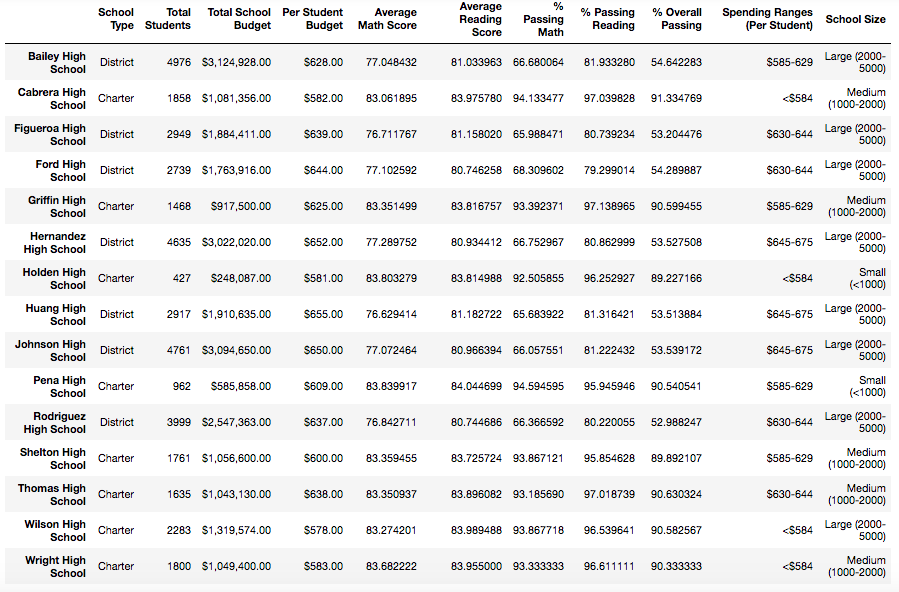 School Type Total Students Total School Budget Per Student Budget Average Math Score Average Reading Score % Passing Math % Passing Reading % Overall Passing Spending Ranges (Per Student) School Size
Bailey High School District 4976 $3,124,928.00 $628.00 77.048432 81.033963 66.680064 81.933280 54.642283 $585-629 Large (2000-5000)
Cabrera High School Charter 1858 $1,081,356.00 $582.00 83.061895 83.975780 94.133477 97.039828 91.334769 <$584 Medium (1000-2000)
Figueroa High School District 2949 $1,884,411.00 $639.00 76.711767 81.158020 65.988471 80.739234 53.204476 $630-644 Large (2000-5000)
Ford High School District 2739 $1,763,916.00 $644.00 77.102592 80.746258 68.309602 79.299014 54.289887 $630-644 Large (2000-5000)
Griffin High School Charter 1468 $917,500.00 $625.00 83.351499 83.816757 93.392371 97.138965 90.599455 $585-629 Medium (1000-2000)
Hernandez High School District 4635 $3,022,020.00 $652.00 77.289752 80.934412 66.752967 80.862999 53.527508 $645-675 Large (2000-5000)
Holden High School Charter 427 $248,087.00 $581.00 83.803279 83.814988 92.505855 96.252927 89.227166 <$584 Small (<1000)
Huang High School District 2917 $1,910,635.00 $655.00 76.629414 81.182722 65.683922 81.316421 53.513884 $645-675 Large (2000-5000)
Johnson High School District 4761 $3,094,650.00 $650.00 77.072464 80.966394 66.057551 81.222432 53.539172 $645-675 Large (2000-5000)
Pena High School Charter 962 $585,858.00 $609.00 83.839917 84.044699 94.594595 95.945946 90.540541 $585-629 Small (<1000)
Rodriguez High School District 3999 $2,547,363.00 $637.00 76.842711 80.744686 66.366592 80.220055 52.988247 $630-644 Large (2000-5000)
Shelton High School Charter 1761 $1,056,600.00 $600.00 83.359455 83.725724 93.867121 95.854628 89.892107 $585-629 Medium (1000-2000)
Thomas High School Charter 1635 $1,043,130.00 $638.00 83.350937 83.896082 93.185690 97.018739 90.630324 $630-644 Medium (1000-2000)
Wilson High School Charter 2283 $1,319,574.00 $578.00 83.274201 83.989488 93.867718 96.539641 90.582567 <$584 Large (2000-5000)
Wright High School Charter 1800 $1,049,400.00 $583.00 83.682222 83.955000 93.333333 96.611111 90.333333 <$584 Medium (1000-2000)